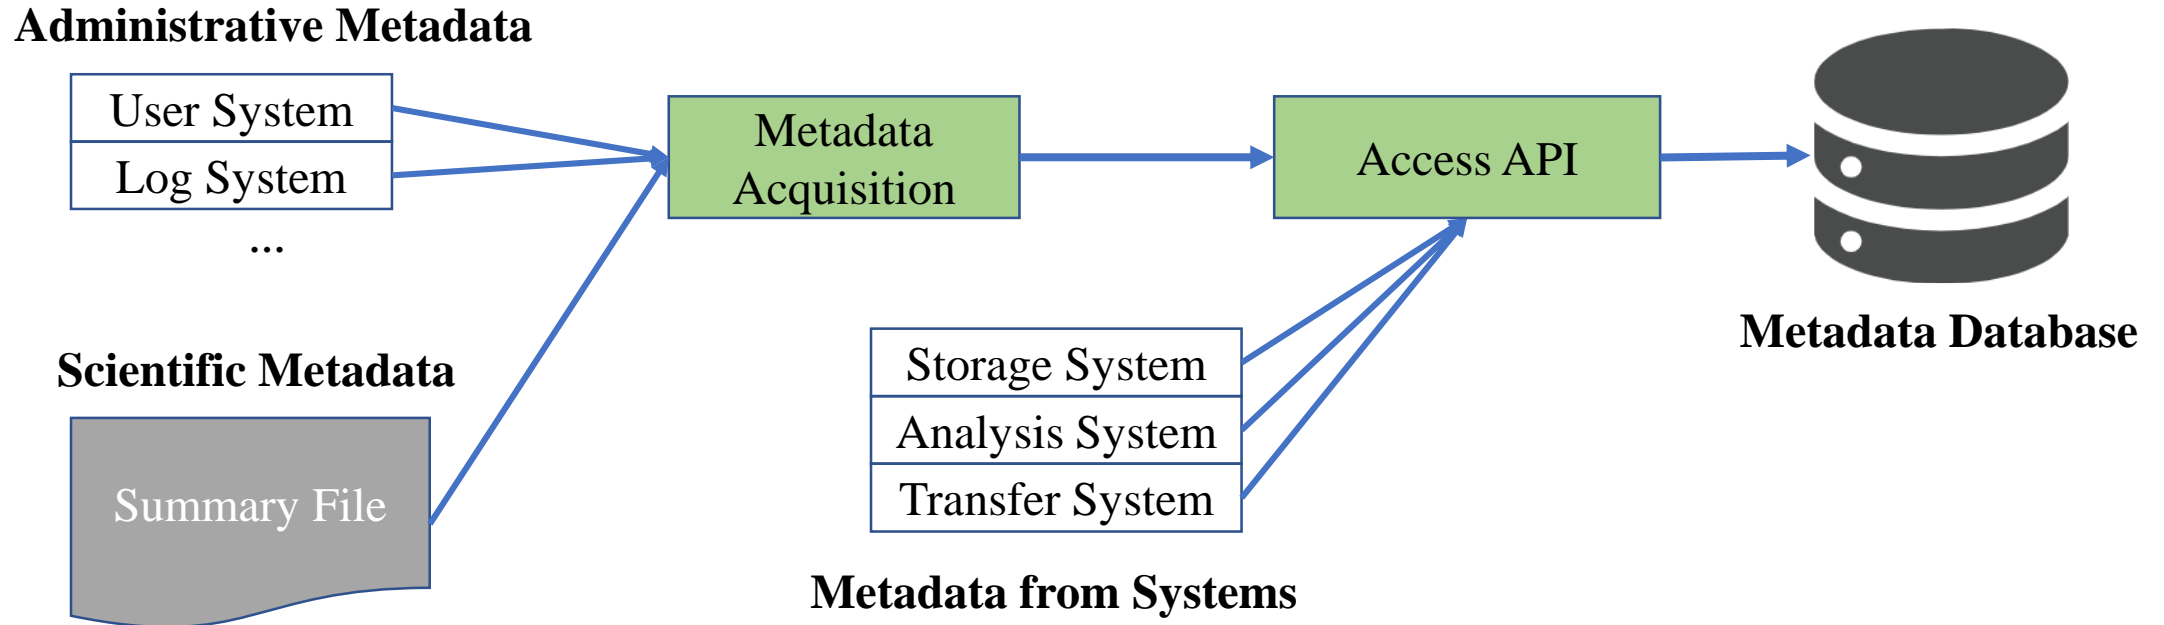 Administrative Metadata
User System
Log System
...
Metadata
Acquisition
Access API
Metadata Database
Scientific Metadata
Summary File
Storage System
Analysis System
Transfer System
Metadata from Systems